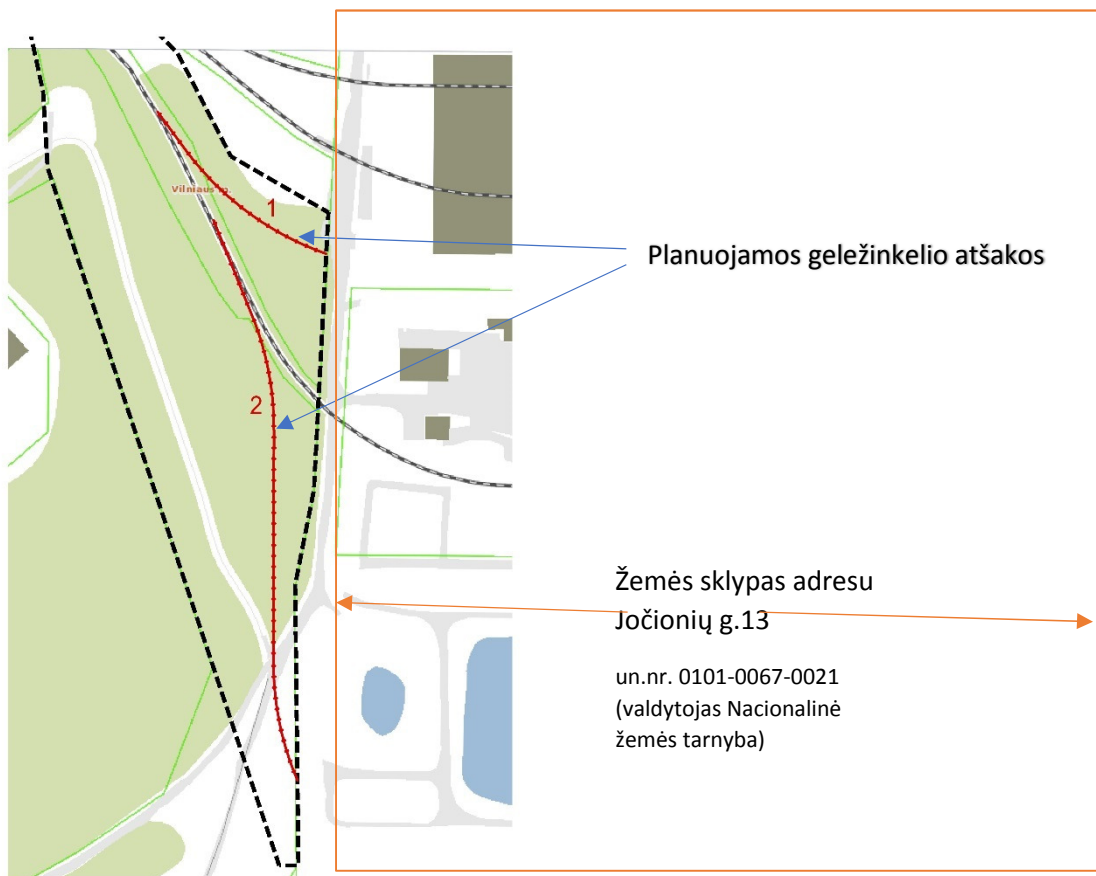 Vilniaus m.
1
Planuojamos geležinkelio atšakos
2
Žemės sklypas adresu
Jočionių g.13
un.nr. 0101-0067-0021
(valdytojas Nacionalinė
žemės tarnyba)